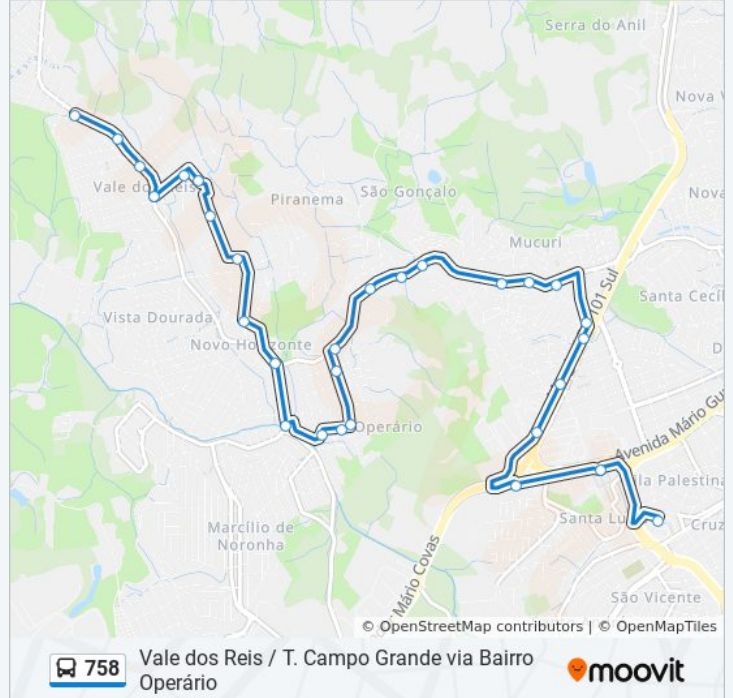 Serra do Anil
Nova V
Vale dos Reis
Piranema
São Gonçalo
Nova
Mucuri
101 Sul
Santa Cecíl
Vista Dourada
Novo Horizonte
D
Operário
Avenida Mário Gu
Vila Palestina
Santa Lu
Cruz
Marcílio de
Noronha
Mário Covas
São Vicente
© OpenStreetMap contributors | © OpenMapTiles
758
Vale dos Reis / T. Campo Grande via Bairro
Operário
moovit